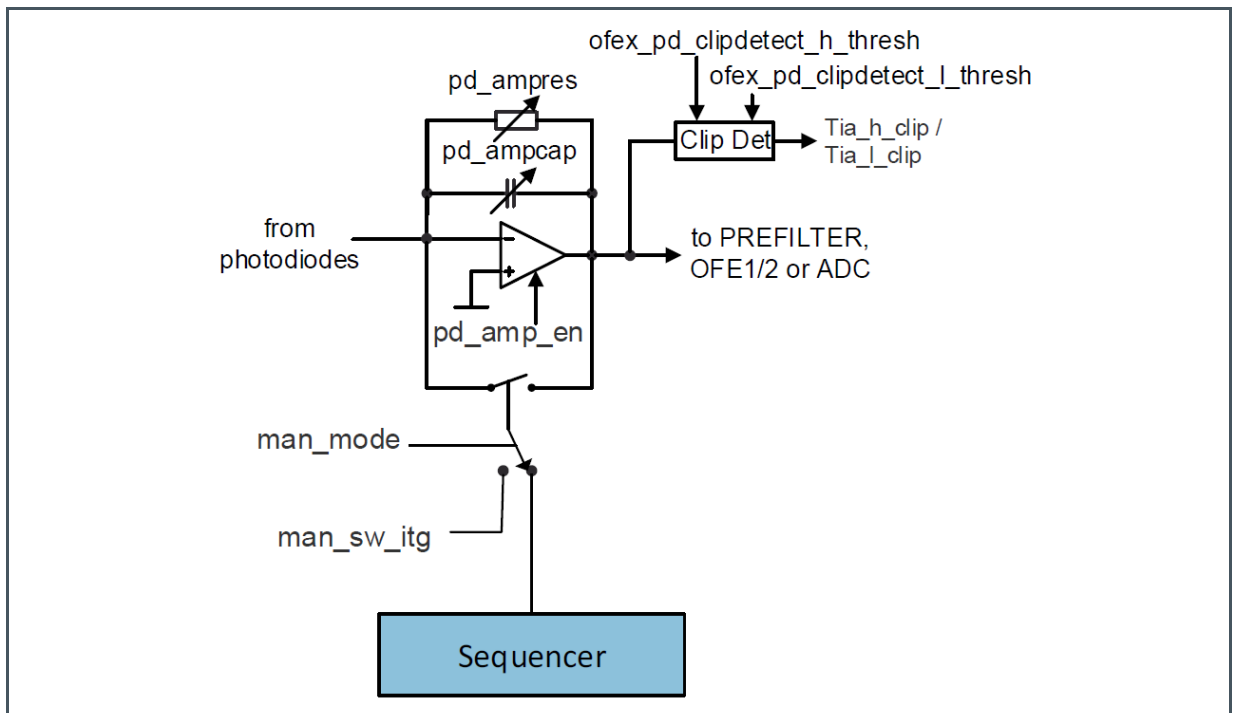 ofex_pd_clipdetect_h_thresh
ofex_pd_clipdetect_l_thresh
pd_ampres
Clip Det
Tia_h_clip /
Tia_l_clip
pd_ampcap
from
photodiodes
to PREFILTER,
OFE1/2 or ADC
pd_amp_en
man_mode
man_sw_itg
Sequencer